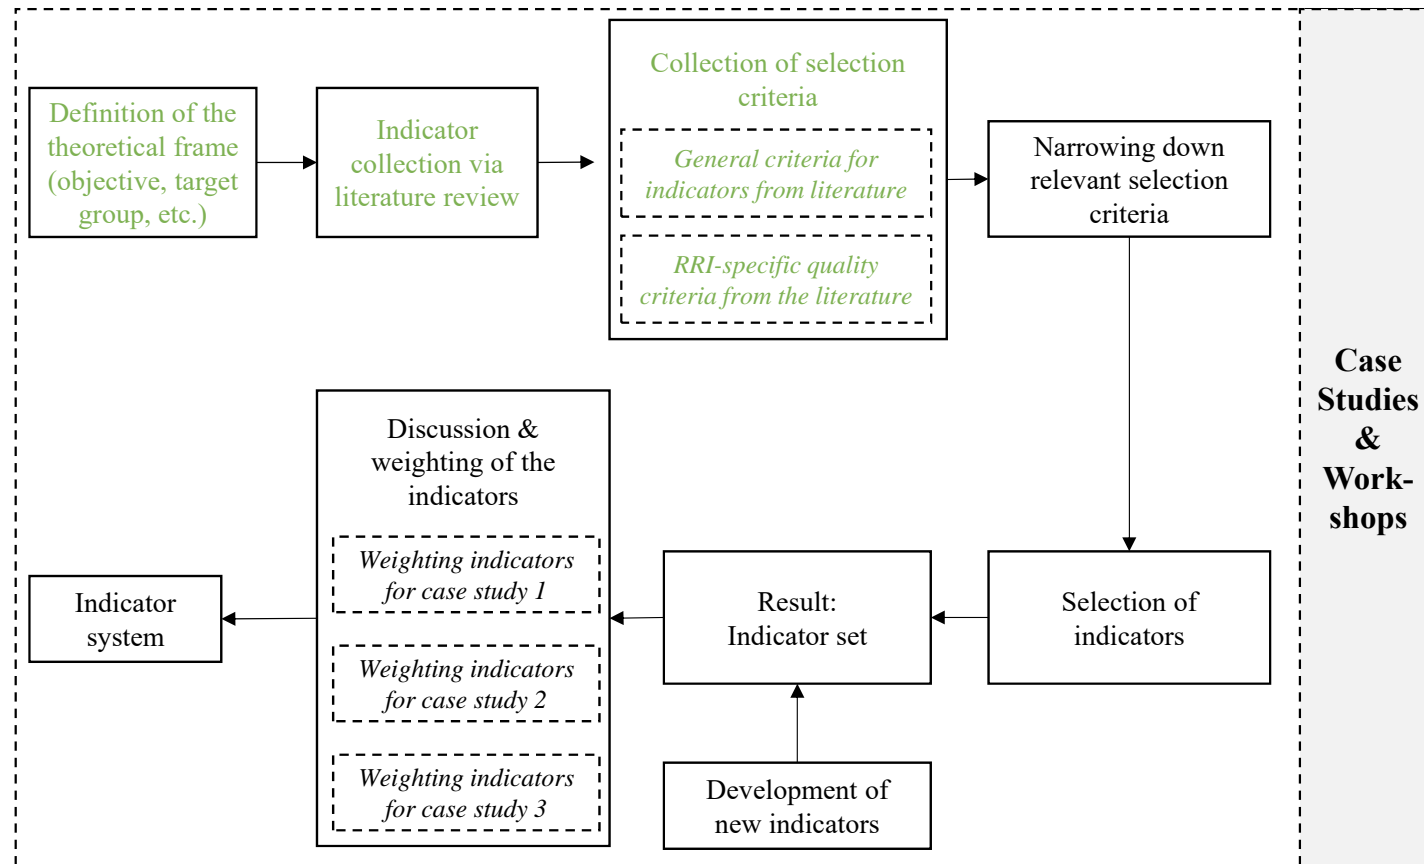 Definition of the
theoretical frame
(objective, target
group, etc.)
Indicator
collection via
literature review
Collection of selection
criteria
General criteria for
indicators from literature
RRI-specific quality
criteria from the literature
Narrowing down
relevant selection
criteria
Selection of
indicators
Result:
Indicator set
Development of
new indicators
Discussion &
weighting of the
indicators
Weighting indicators
for case study 1
Weighting indicators
for case study 2
Weighting indicators
for case study 3
Indicator
system
Case
Studies
&
Work-
shops